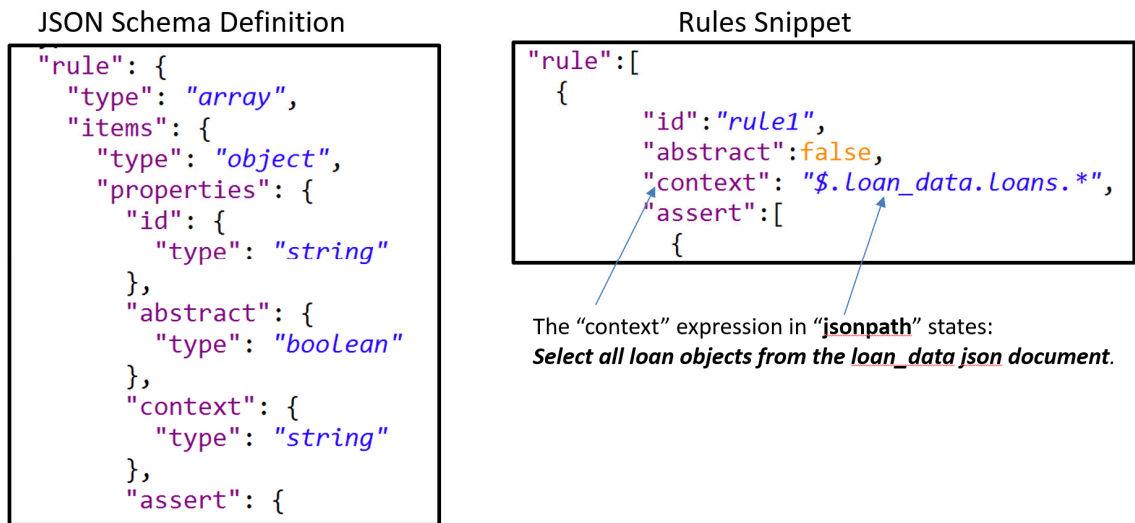 JSON Schema Definition
"rule": {
"type": "array",
"items": {
"type": "object",
"properties": {
"id": {
"type": "string"
},
"abstract": {
"type": "boolean"
},
"context": {
"type": "string"
},
"assert": {
Rules Snippet
"rule":[
{
"id":"rule1",
"abstract":false,
"context": "$.loan_data.loans.*",
"assert":[
{
The “context” expression in “jsonpath” states:
Select all loan objects from the loan_data json document.